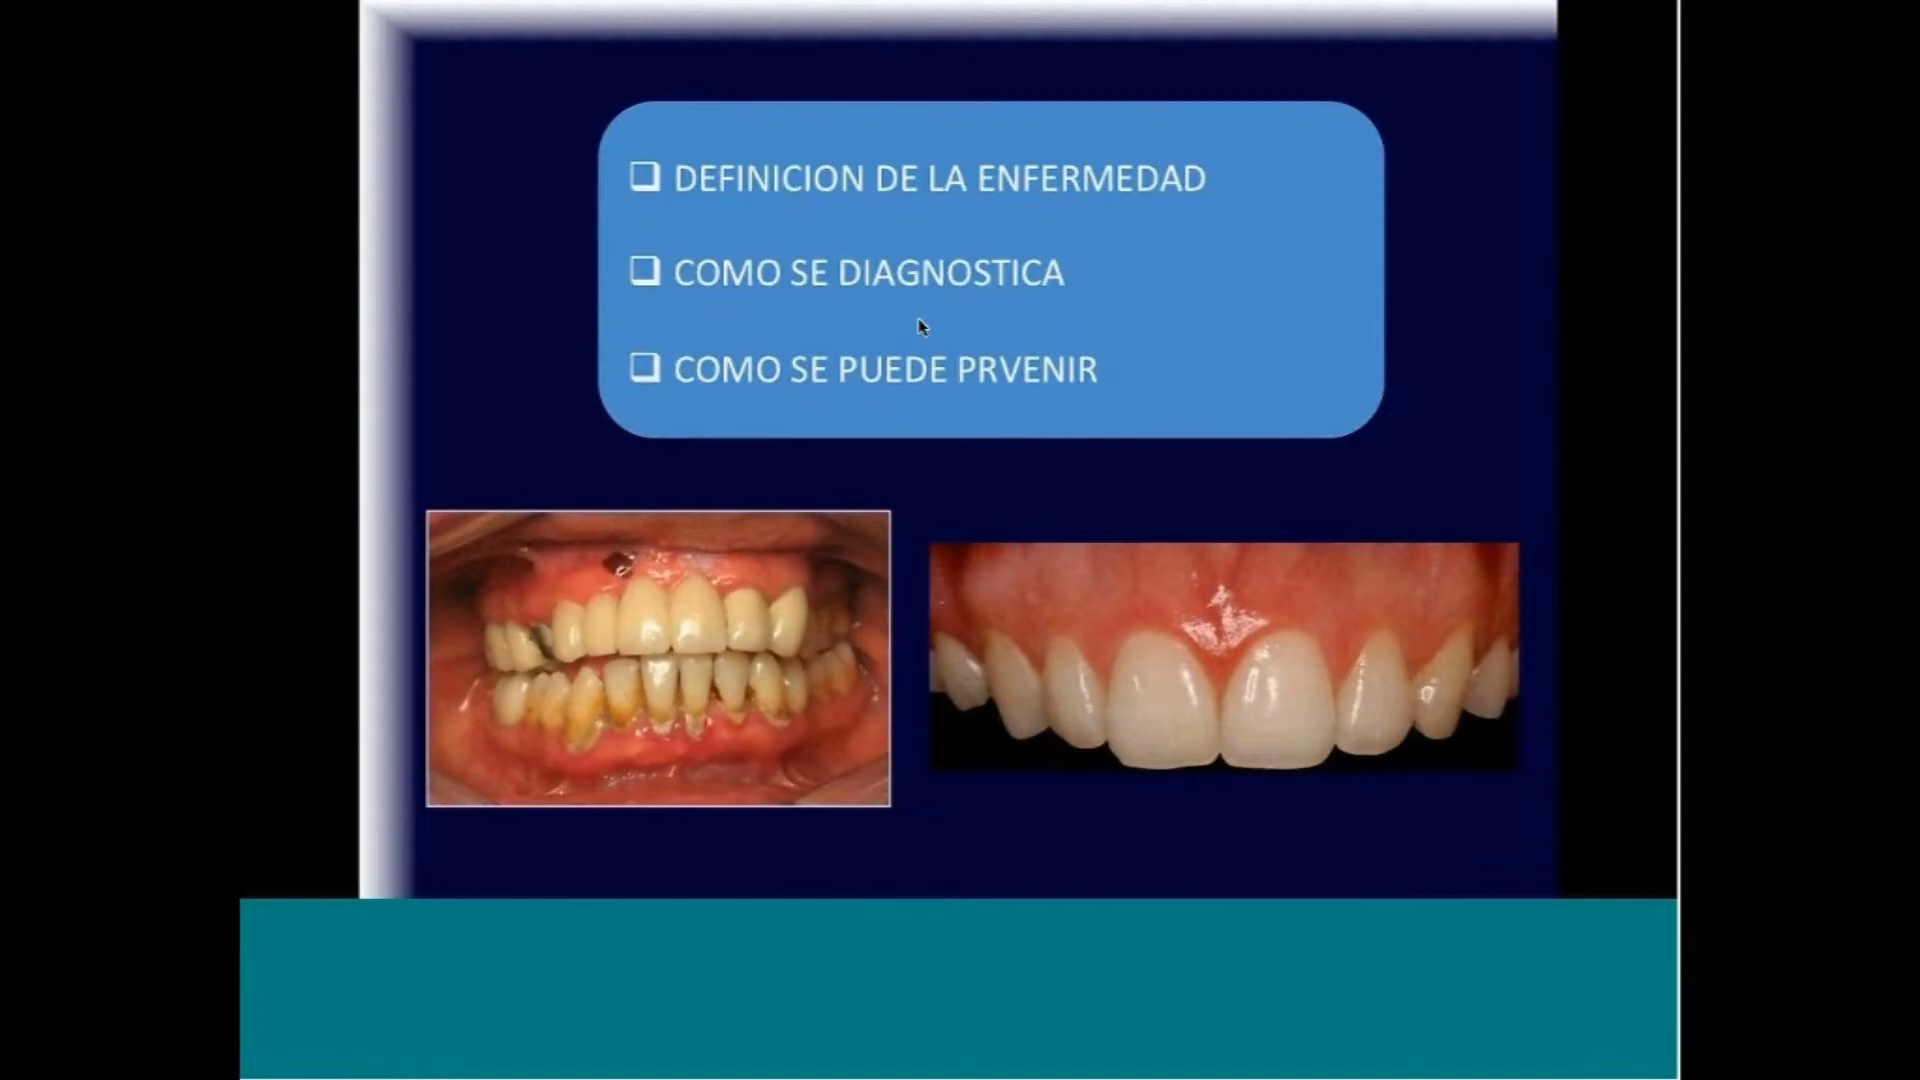 DEFINICION DE LA ENFERMEDAD
COMO SE DIAGNOSTICA
COMO SE PUEDE PRVENIR